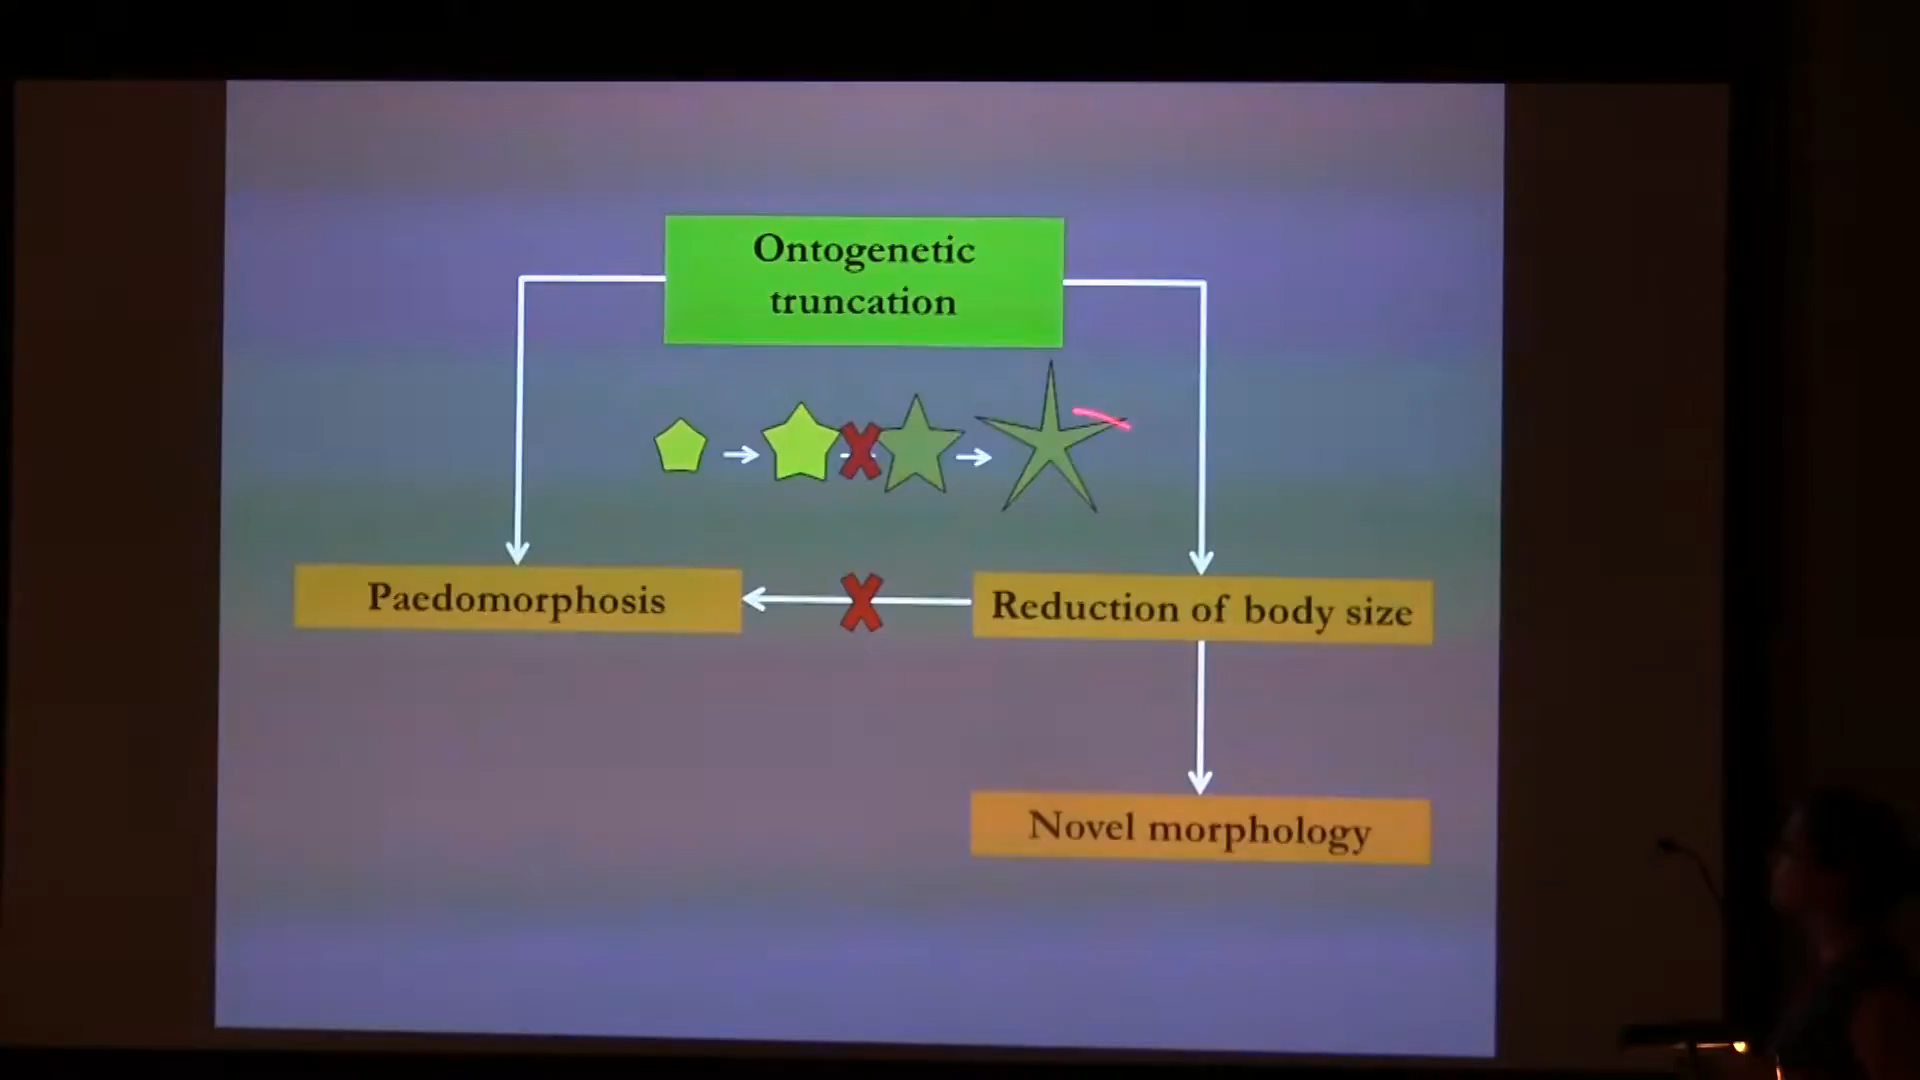 Ontogenetic
truncation
Paedomorphosis
Reduction of body size
Novel morphology